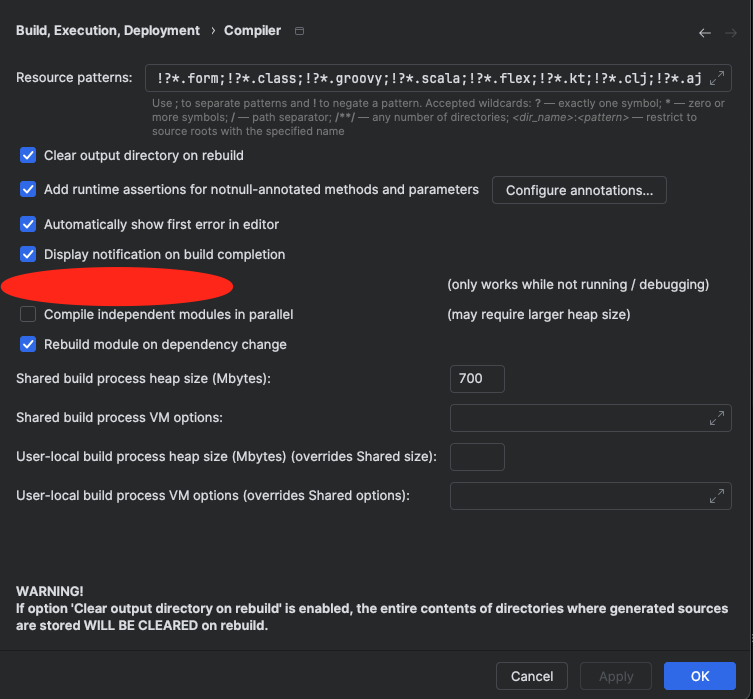 Build, Execution, Deployment › Compiler
Resource patterns: !?*.form;!?*.class;!?*.groovy;!?*.scala;!?*.flex;!?*.kt;!?*.clj;!?*.aj
Use ; to separate patterns and ! to negate a pattern. Accepted wildcards: ? — exactly one symbol; * — zero or
more symbols; / — path separator; /**/ — any number of directories; <dir_name>:<pattern> — restrict to
source roots with the specified name
Clear output directory on rebuild
Add runtime assertions for notnull-annotated methods and parameters Configure annotations...
Automatically show first error in editor
Display notification on build completion
(only works while not running / debugging)
Compile independent modules in parallel (may require larger heap size)
Rebuild module on dependency change
Shared build process heap size (Mbytes): 700
Shared build process VM options:
User-local build process heap size (Mbytes) (overrides Shared size):
User-local build process VM options (overrides Shared options):
WARNING!
If option 'Clear output directory on rebuild' is enabled, the entire contents of directories where generated sources
are stored WILL BE CLEARED on rebuild.
Cancel Apply OK